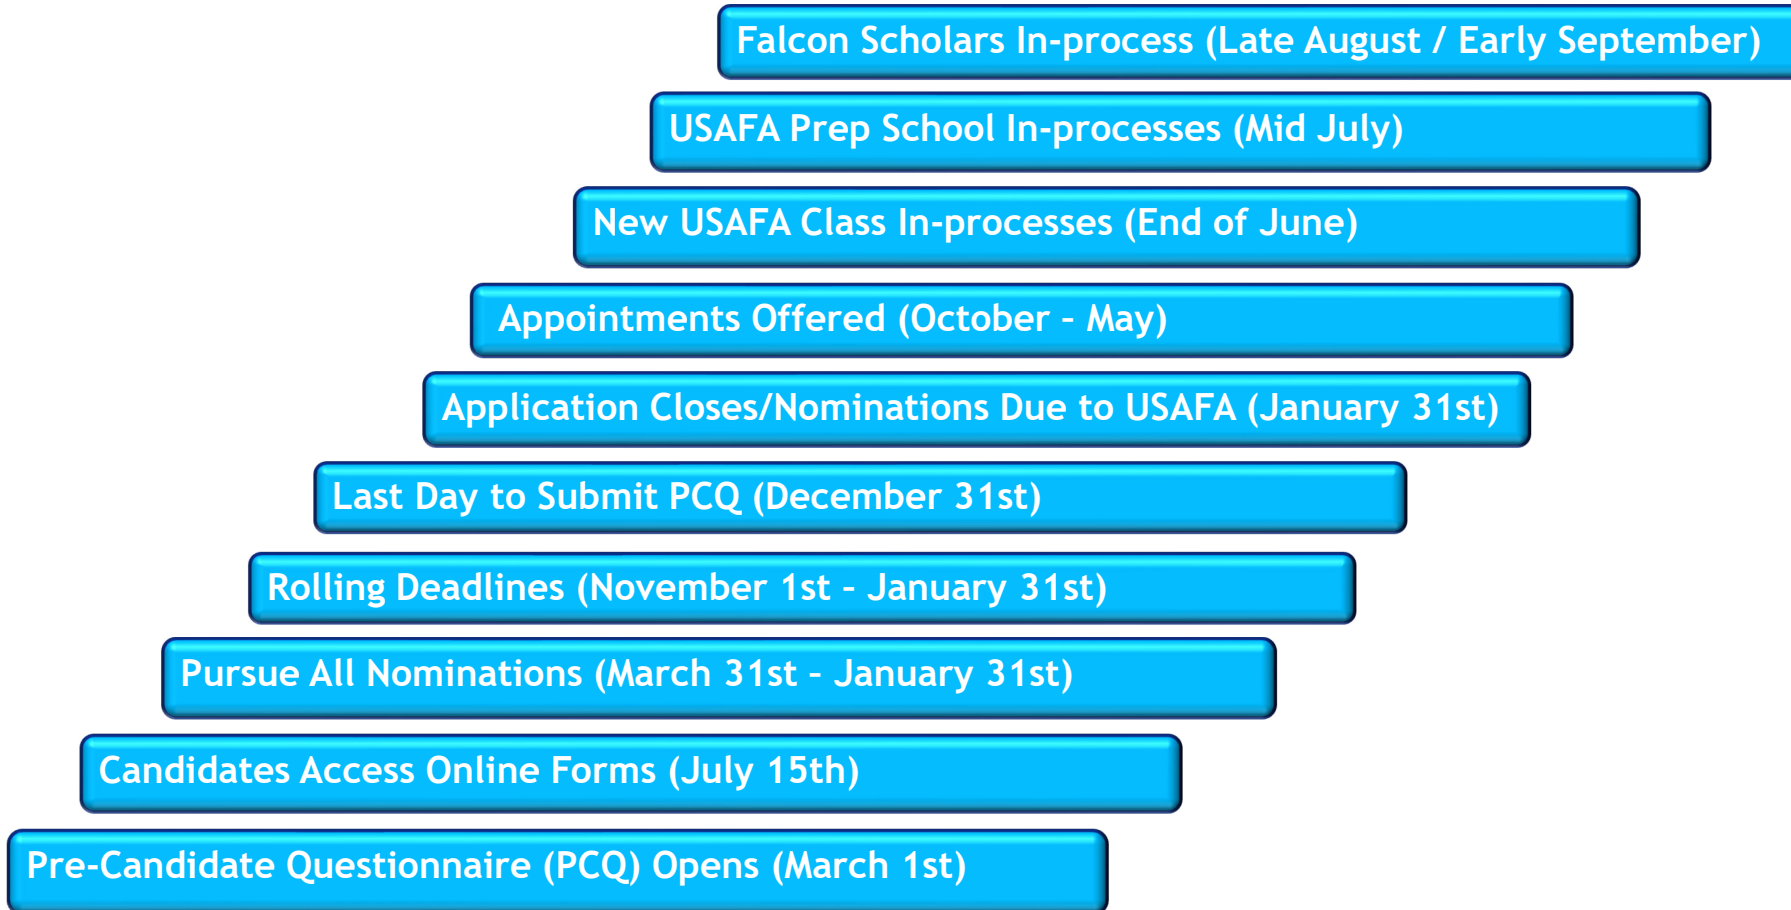 Falcon Scholars In-process (Late August / Early September)
USAFA Prep School In-processes (Mid July)
New USAFA Class In-processes (End of June)
Appointments Offered (October – May)
Application Closes/Nominations Due to USAFA (January 31st)
Last Day to Submit PCQ (December 31st)
Rolling Deadlines (November 1st – January 31st)
Pursue All Nominations (March 31st – January 31st)
Candidates Access Online Forms (July 15th)
Pre-Candidate Questionnaire (PCQ) Opens (March 1st)